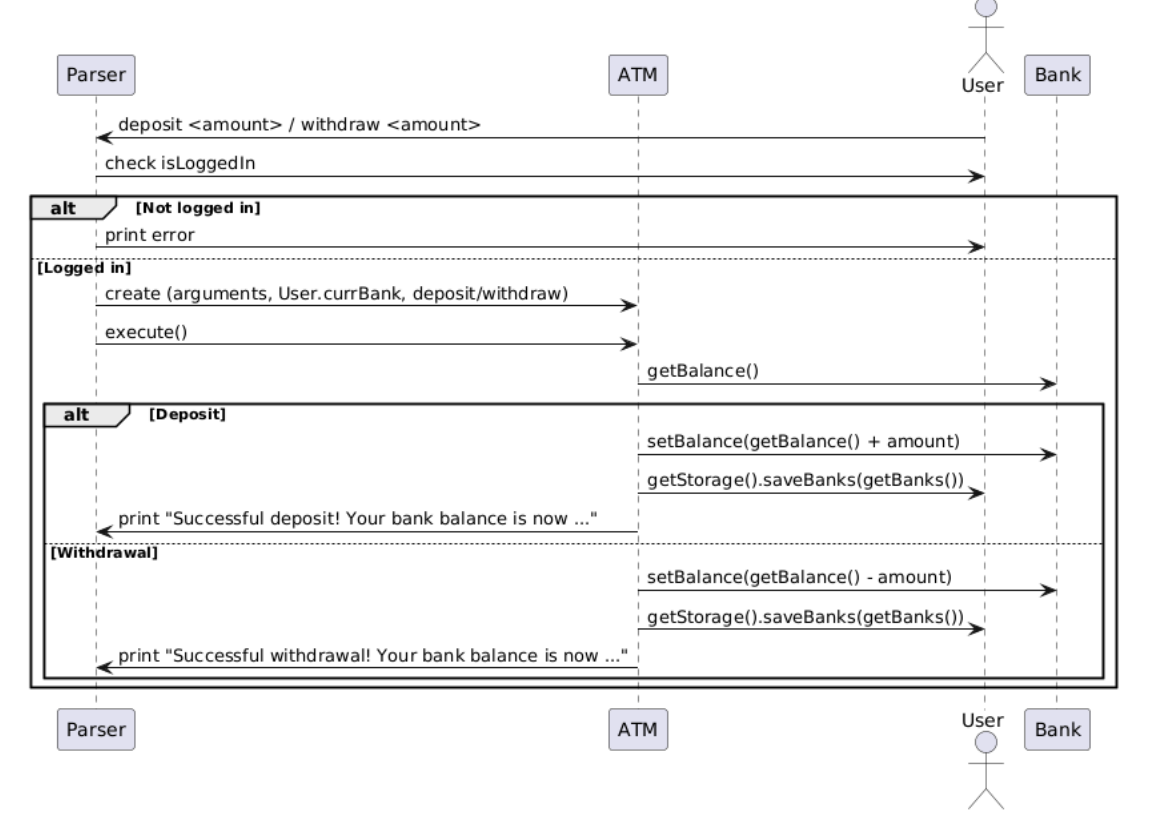 User
Parser
ATM
Bank
deposit <amount> / withdraw <amount>
check isLoggedIn
alt
[Not logged in]
print error
[Logged in]
create (arguments, User.currBank, deposit/withdraw)
execute()
getBalance()
alt
[Deposit]
setBalance(getBalance() + amount)
getStorage().saveBanks(getBanks())
print "Successful deposit! Your bank balance is now ..."
[Withdrawal]
setBalance(getBalance() - amount)
getStorage().saveBanks(getBanks())
print "Successful withdrawal! Your bank balance is now ..."
Parser
ATM
User
Bank